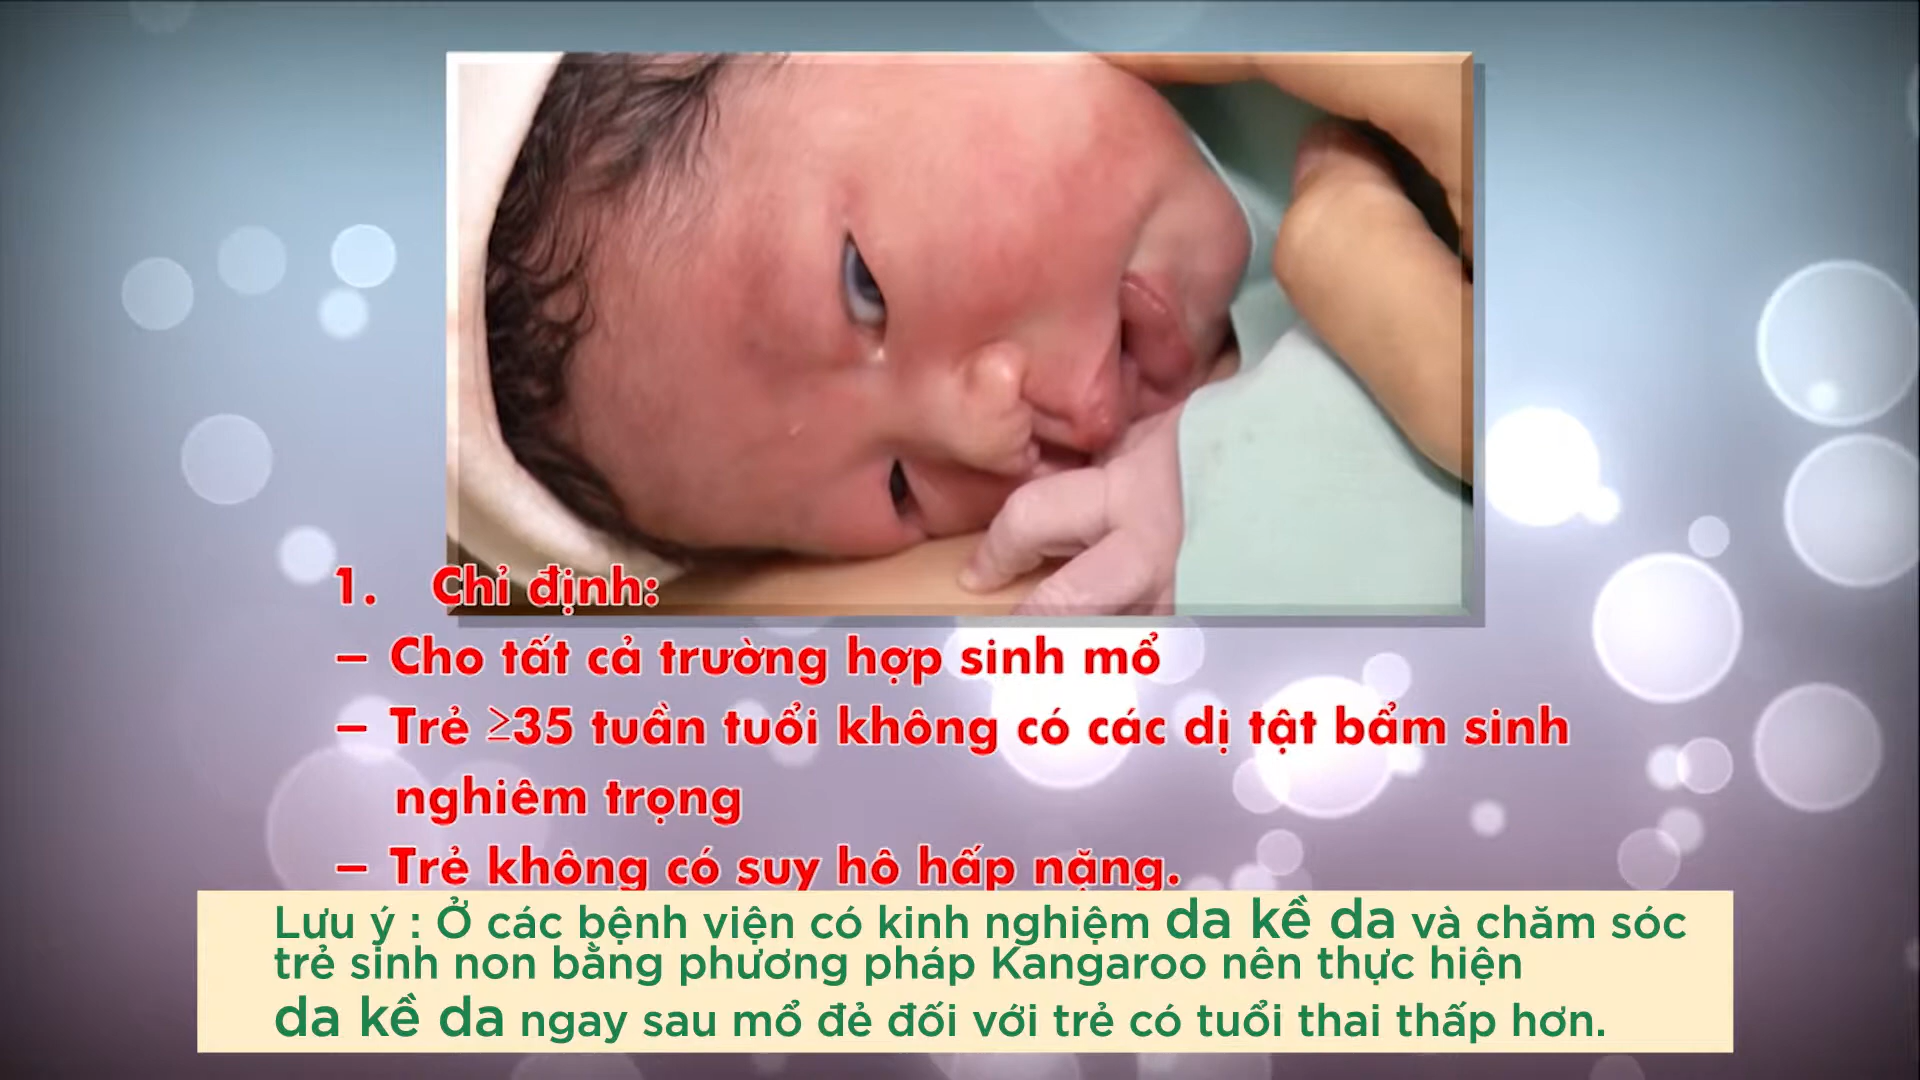 1. Chỉ định:
– Cho tất cả trường hợp sinh mổ
– Trẻ ≥35 tuần tuổi không có các dị tật bẩm sinh
nghiêm trọng
– Trẻ không có suy hô hấp nặng.
Lưu ý : Ở các bệnh viện có kinh nghiệm da kề da và chăm sóc
trẻ sinh non bằng phương pháp Kangaroo nên thực hiện
da kề da ngay sau mổ đẻ đối với trẻ có tuổi thai thấp hơn.